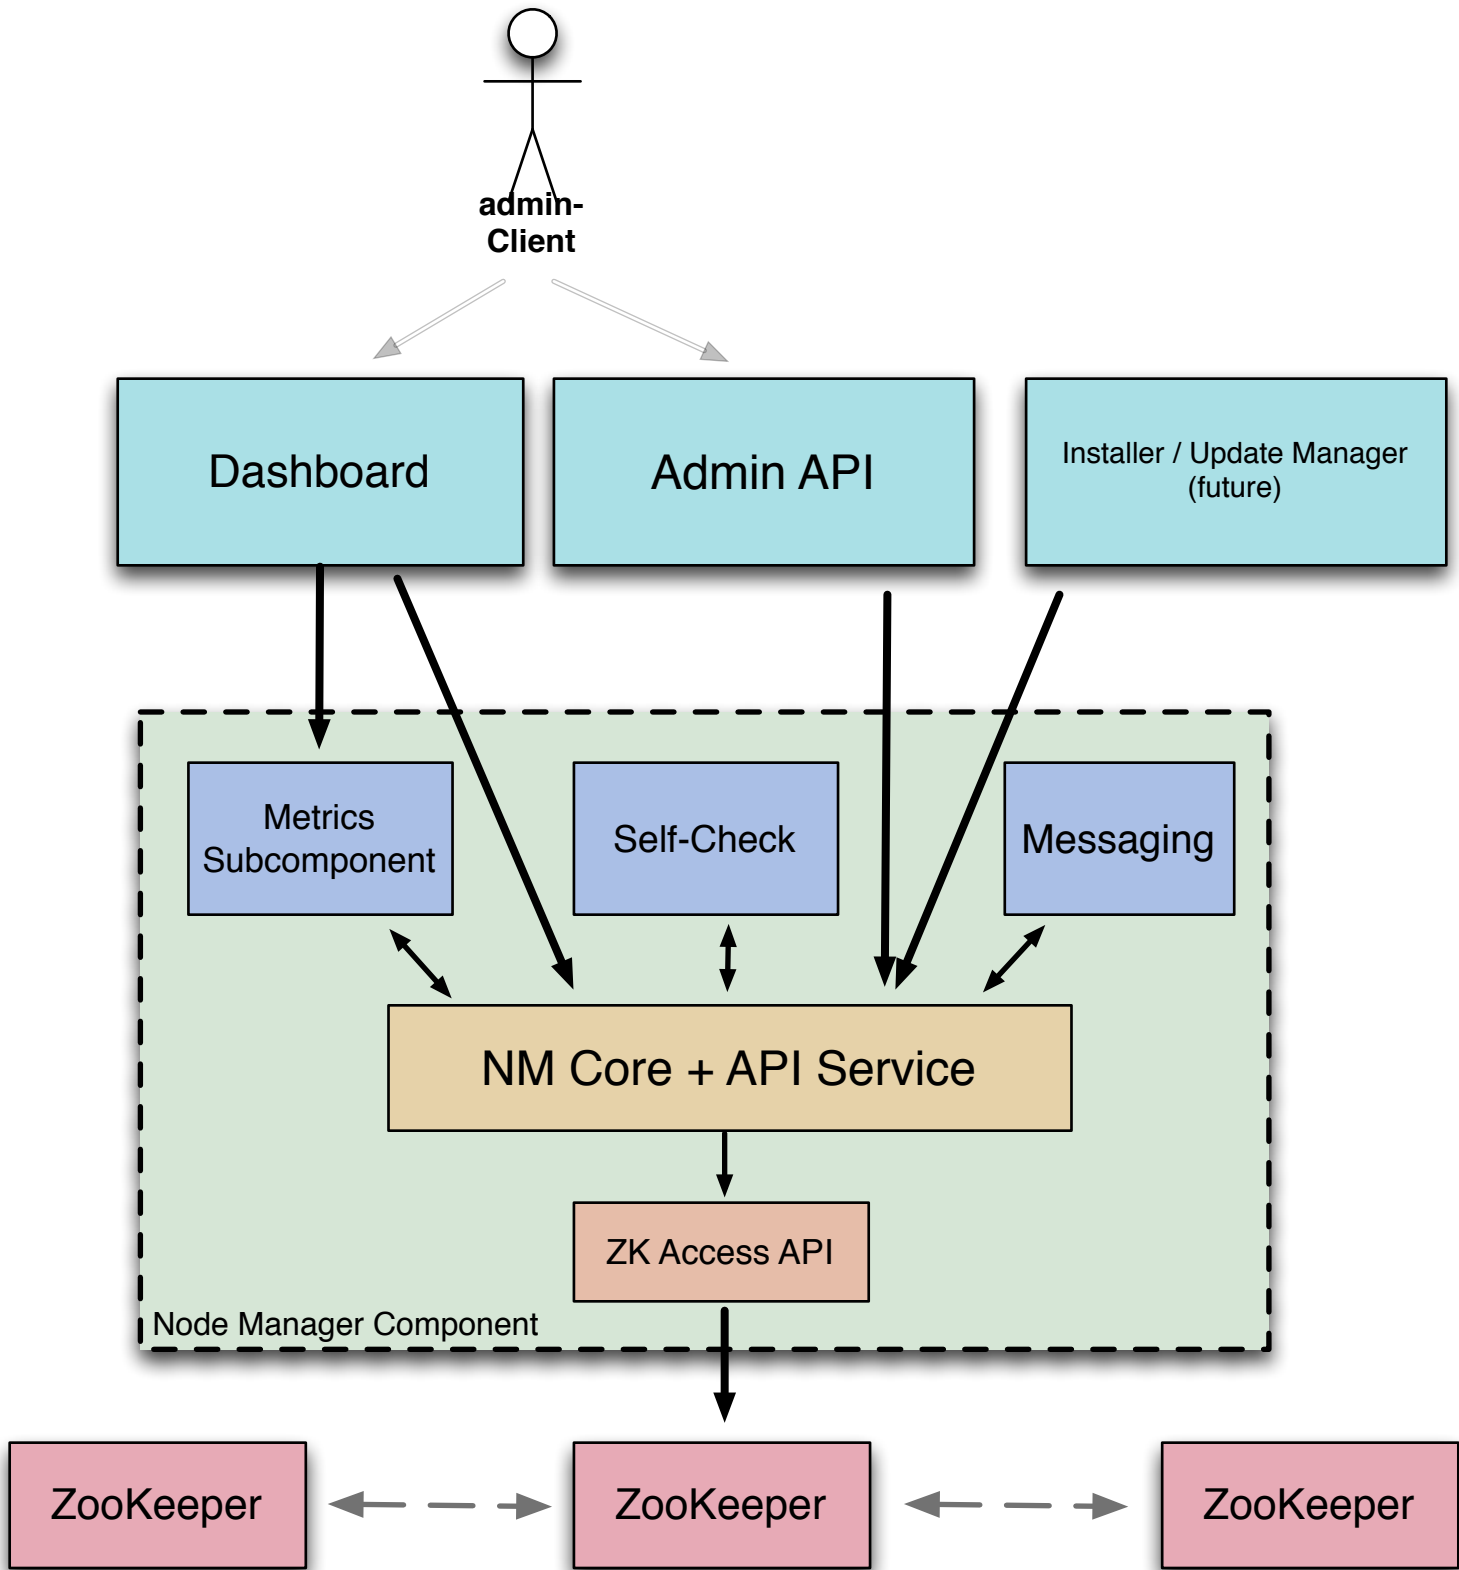 admin-
Client
Dashboard
Admin API
Installer / Update Manager
(future)
Metrics
Subcomponent
Self-Check
Messaging
NM Core + API Service
ZK Access API
Node Manager Component
ZooKeeper
ZooKeeper
ZooKeeper